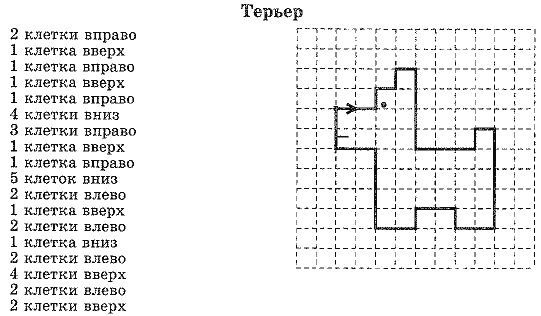 Терьер
2 клетки вправо
1 клетка вверх
1 клетка вправо
1 клетка вверх
1 клетка вправо
4 клетки вниз
3 клетки вправо
1 клетка вверх
1 клетка вправо
5 клеток вниз
2 клетки влево
1 клетка вверх
2 клетки влево
1 клетка вниз
2 клетки влево
4 клетки вверх
2 клетки влево
2 клетки вверх